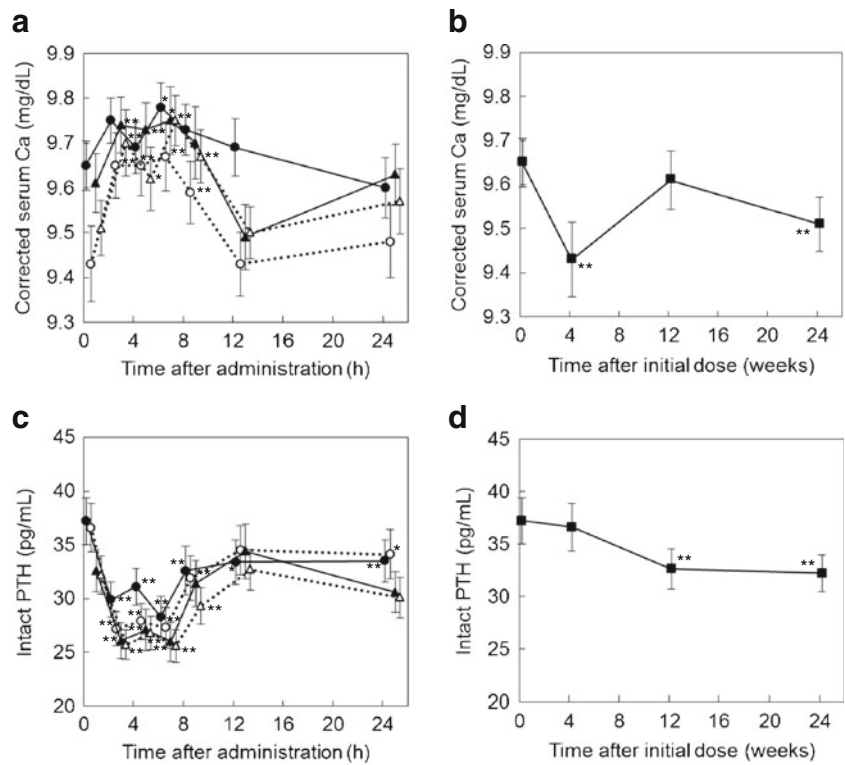 a
9.9
9.8
9.7
9.6
9.5
9.4
9.3
Corrected serum Ca (mg/dL)
0 4 8 12 16 20 24
Time after administration (h)
b
9.9
9.8
9.7
9.6
9.5
9.4
9.3
Corrected serum Ca (mg/dL)
**
**
0 4 8 12 16 20 24
Time after initial dose (weeks)
c
45
40
35
30
25
20
Intact PTH (pg/mL)
0 4 8 12 16 20 24
Time after administration (h)
d
45
40
35
30
25
20
Intact PTH (pg/mL)
**
**
0 4 8 12 16 20 24
Time after initial dose (weeks)